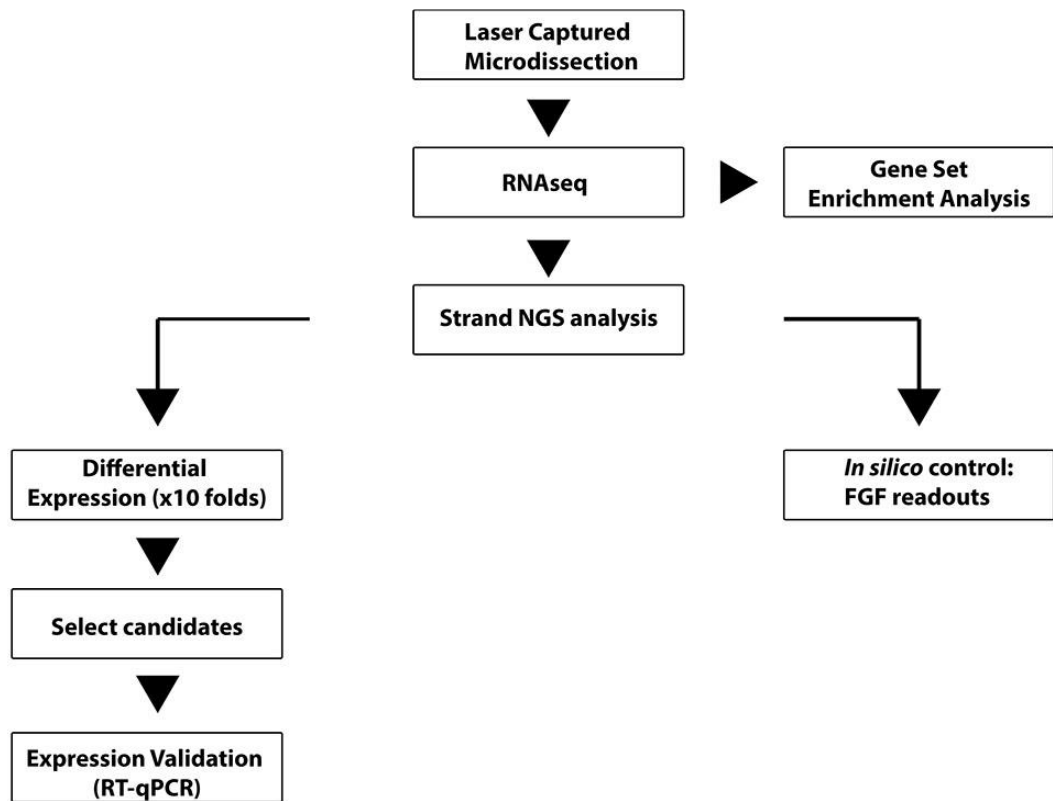 Laser Captured
Microdissection
RNAseq
Gene Set
Enrichment Analysis
Strand NGS analysis
Differential
Expression (x10 folds)
In silico control:
FGF readouts
Select candidates
Expression Validation
(RT-qPCR)